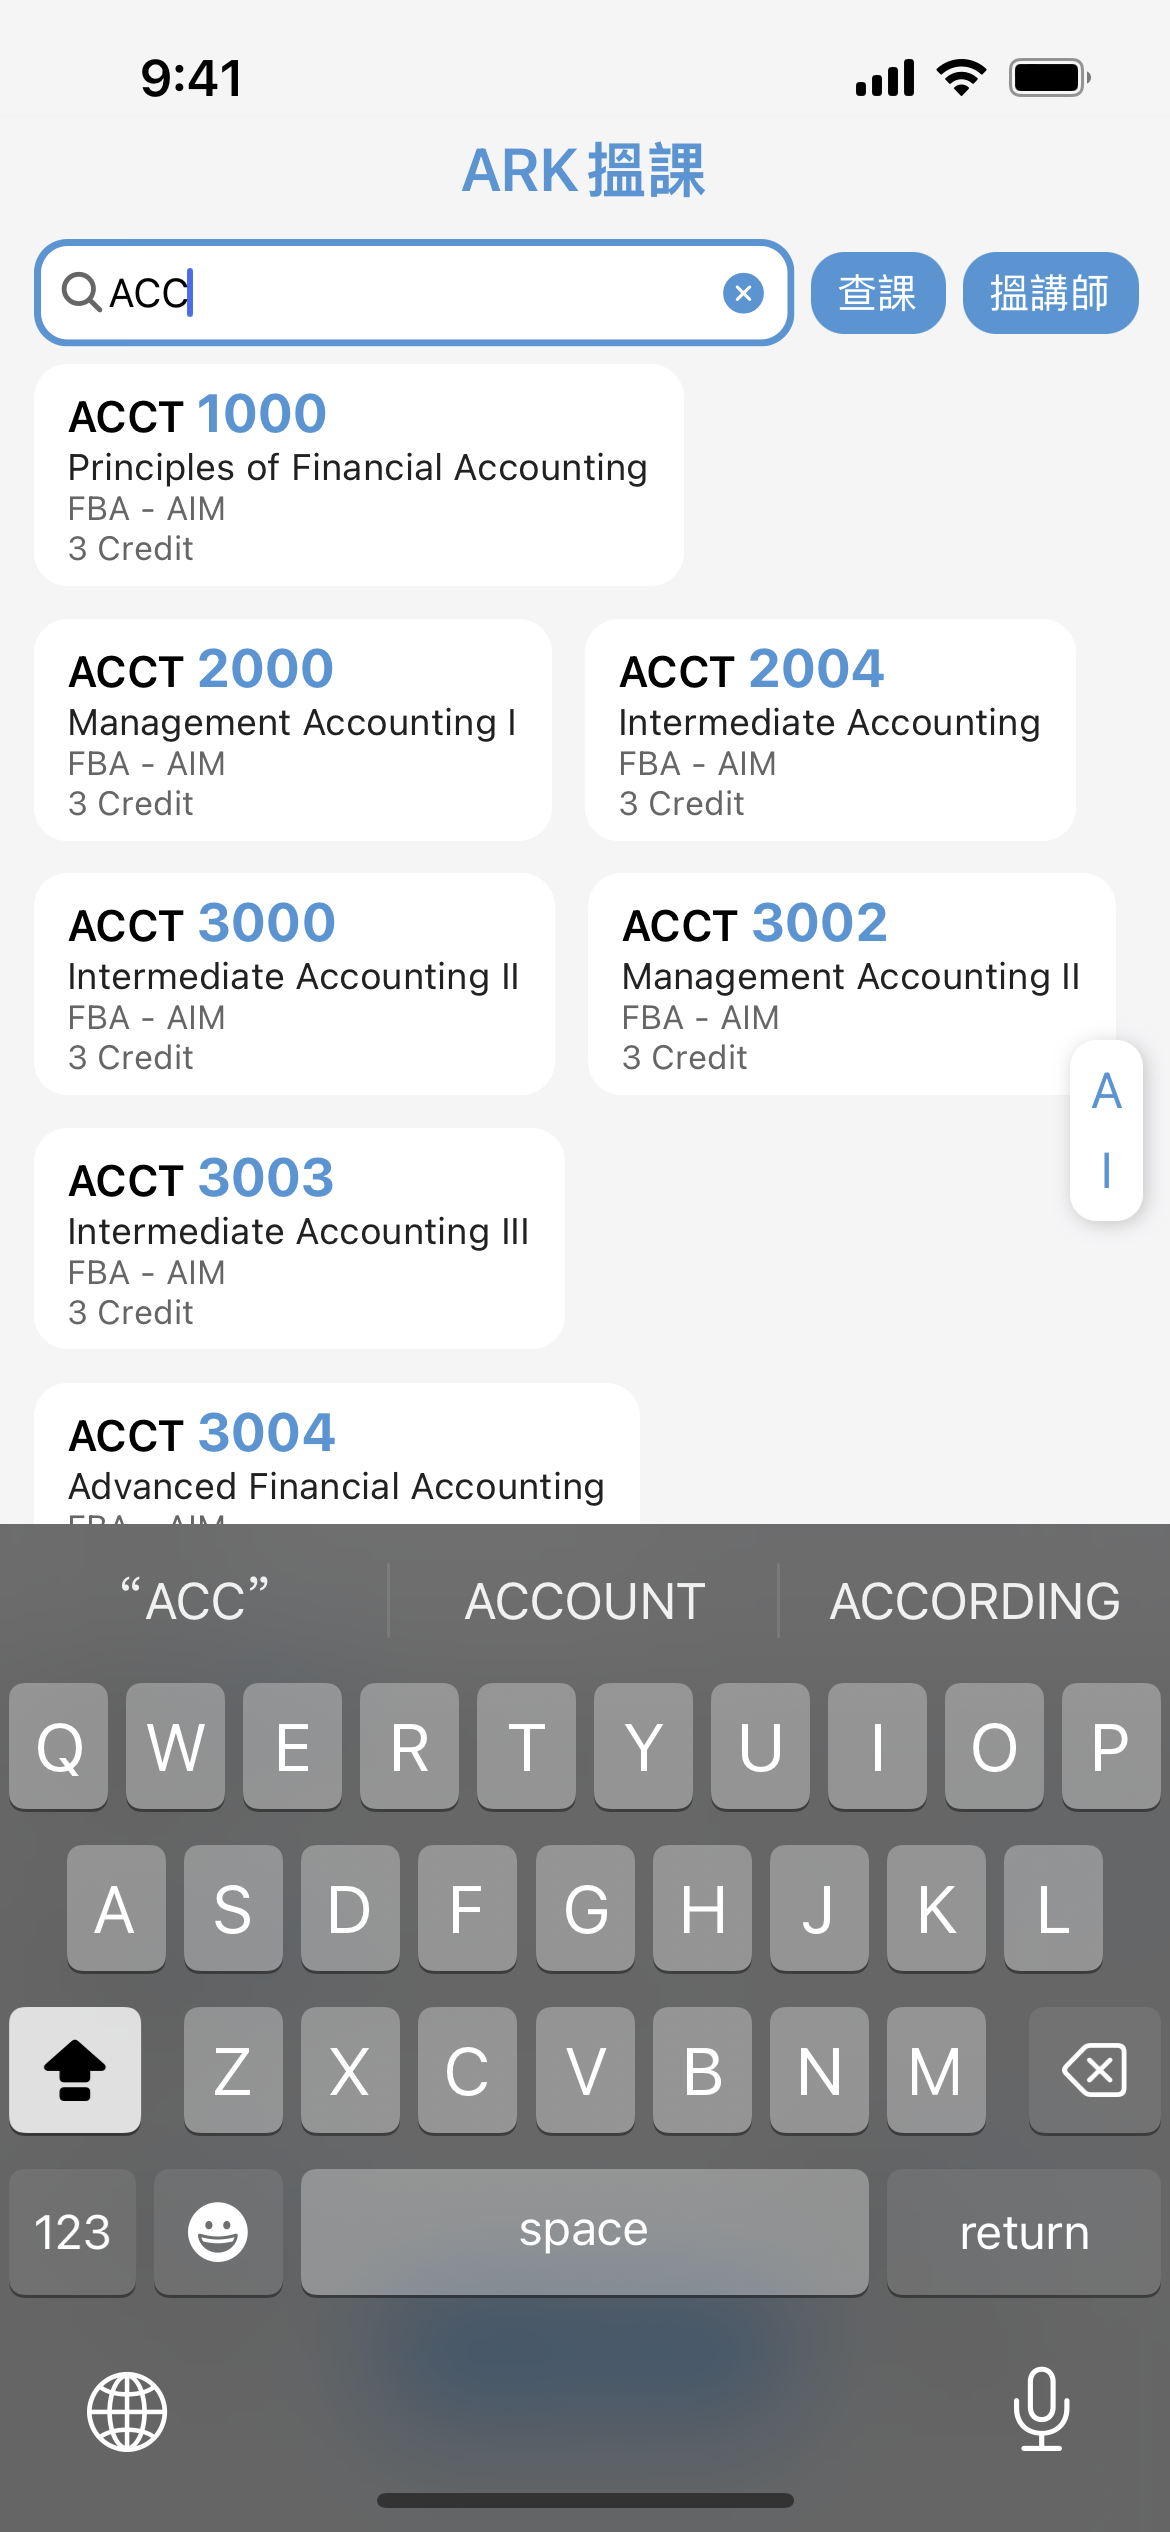 9:41
ARK搵課
ACC
查課
搵講師
ACCT 1000
Principles of Financial Accounting
FBA - AIM
3 Credit
ACCT 2000
Management Accounting I
FBA - AIM
3 Credit
ACCT 2004
Intermediate Accounting
FBA - AIM
3 Credit
ACCT 3000
Intermediate Accounting II
FBA - AIM
3 Credit
ACCT 3002
Management Accounting II
FBA - AIM
3 Credit
A
I
ACCT 3003
Intermediate Accounting III
FBA - AIM
3 Credit
ACCT 3004
Advanced Financial Accounting
FBA - AIM
“ACC”
ACCOUNT
ACCORDING
Q W E R T Y U I O P
A S D F G H J K L
Z X C V B N M
123
space
return